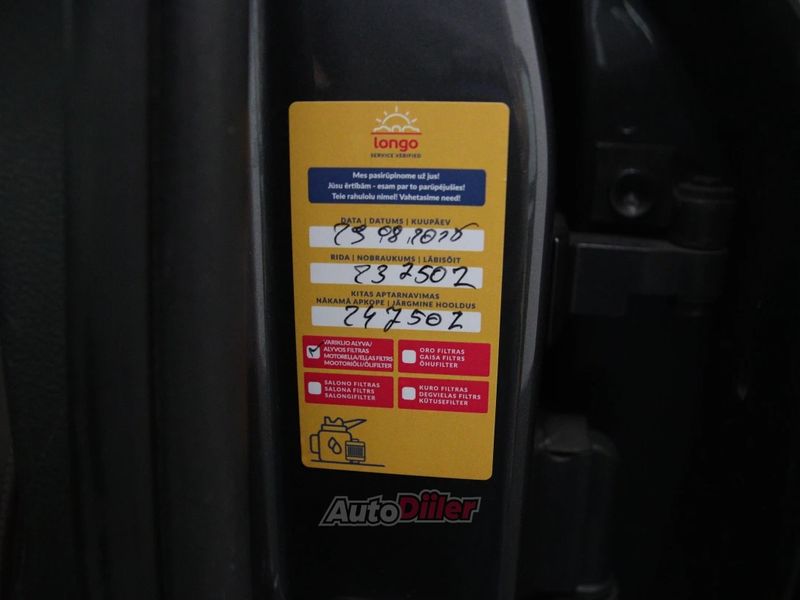 longo
SERVICE VERIFIED
Mes pasirūpinome už jus!
Jūsu ērtībām - esam par to parūpējušies!
Teie rahulolu nimel! Vahetasime need!
DATA | DATUMS | KUUPÄEV
RIDA | NOBRAUKUMS | LÄBISÕIT
237502
KITAS APTARNAVIMAS
NĀKAMĀ APKOPE | JÄRGMINE HOOLDUS
247502
VARIKLIO ALYVA/
ALYVOS FILTRAS
MOTOREĻĻA/EĻĻAS FILTRS
MOOTORIÕLI/ÕLIFILTER
ORO FILTRAS
GAISA FILTRS
ÕHUFILTER
SALONO FILTRAS
SALONA FILTRS
SALONGIFILTER
KURO FILTRAS
DEGVIELAS FILTRS
KÜTUSEFILTER
AutoDiiler